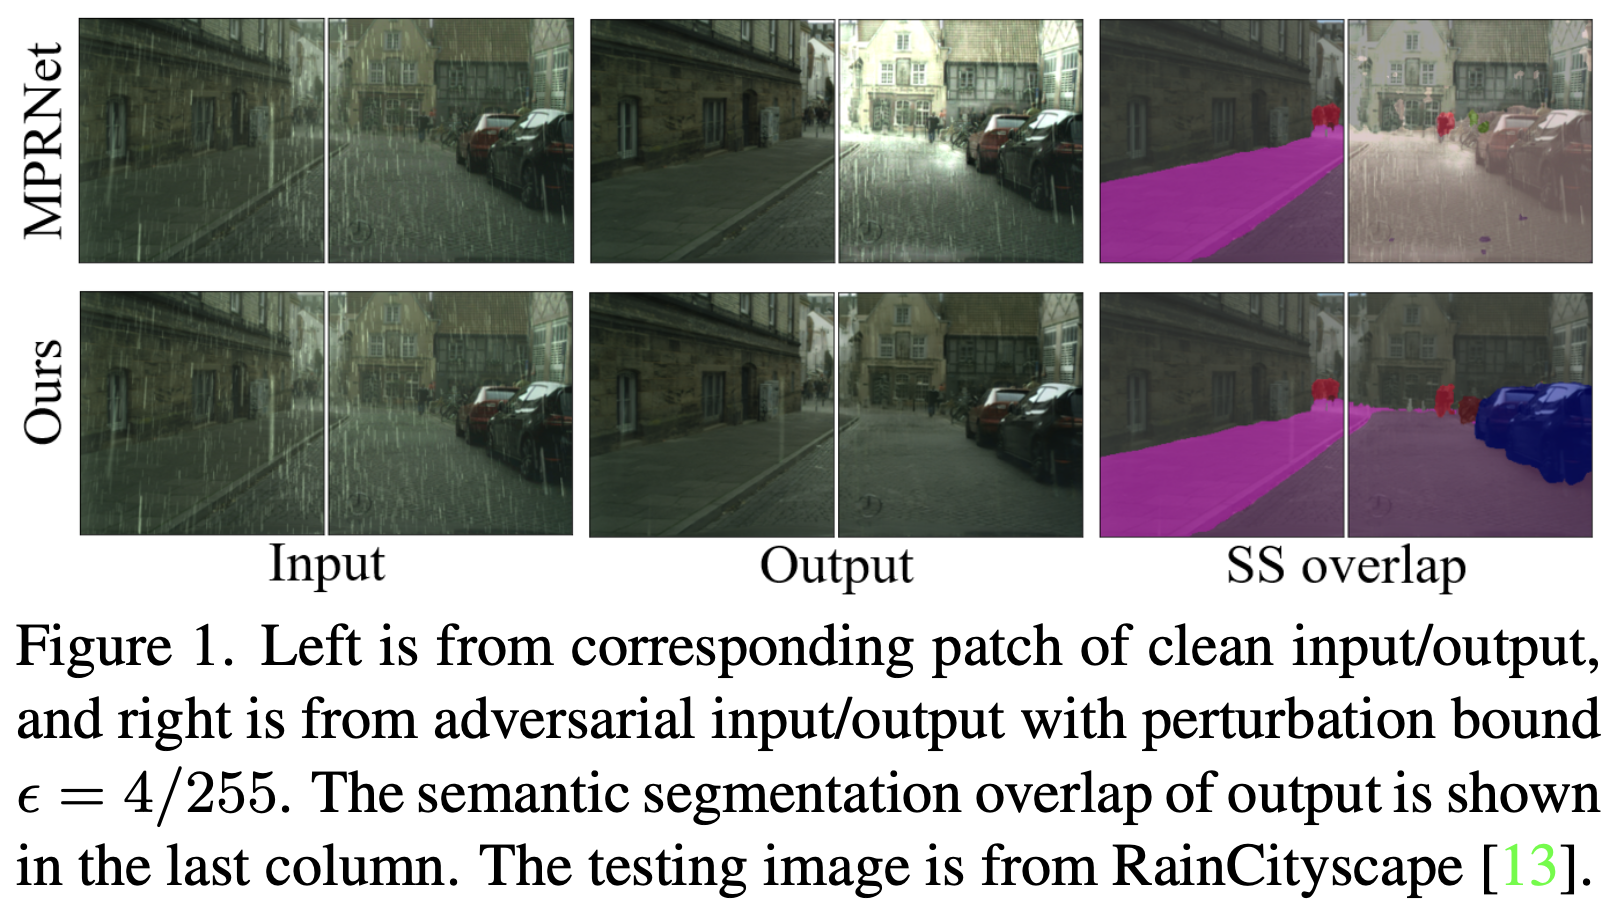 MPRNet
Ours
Input
Output
SS overlap
Figure 1. Left is from corresponding patch of clean input/output,
and right is from adversarial input/output with perturbation bound
ϵ = 4/255. The semantic segmentation overlap of output is shown
in the last column. The testing image is from RainCityscape [13].